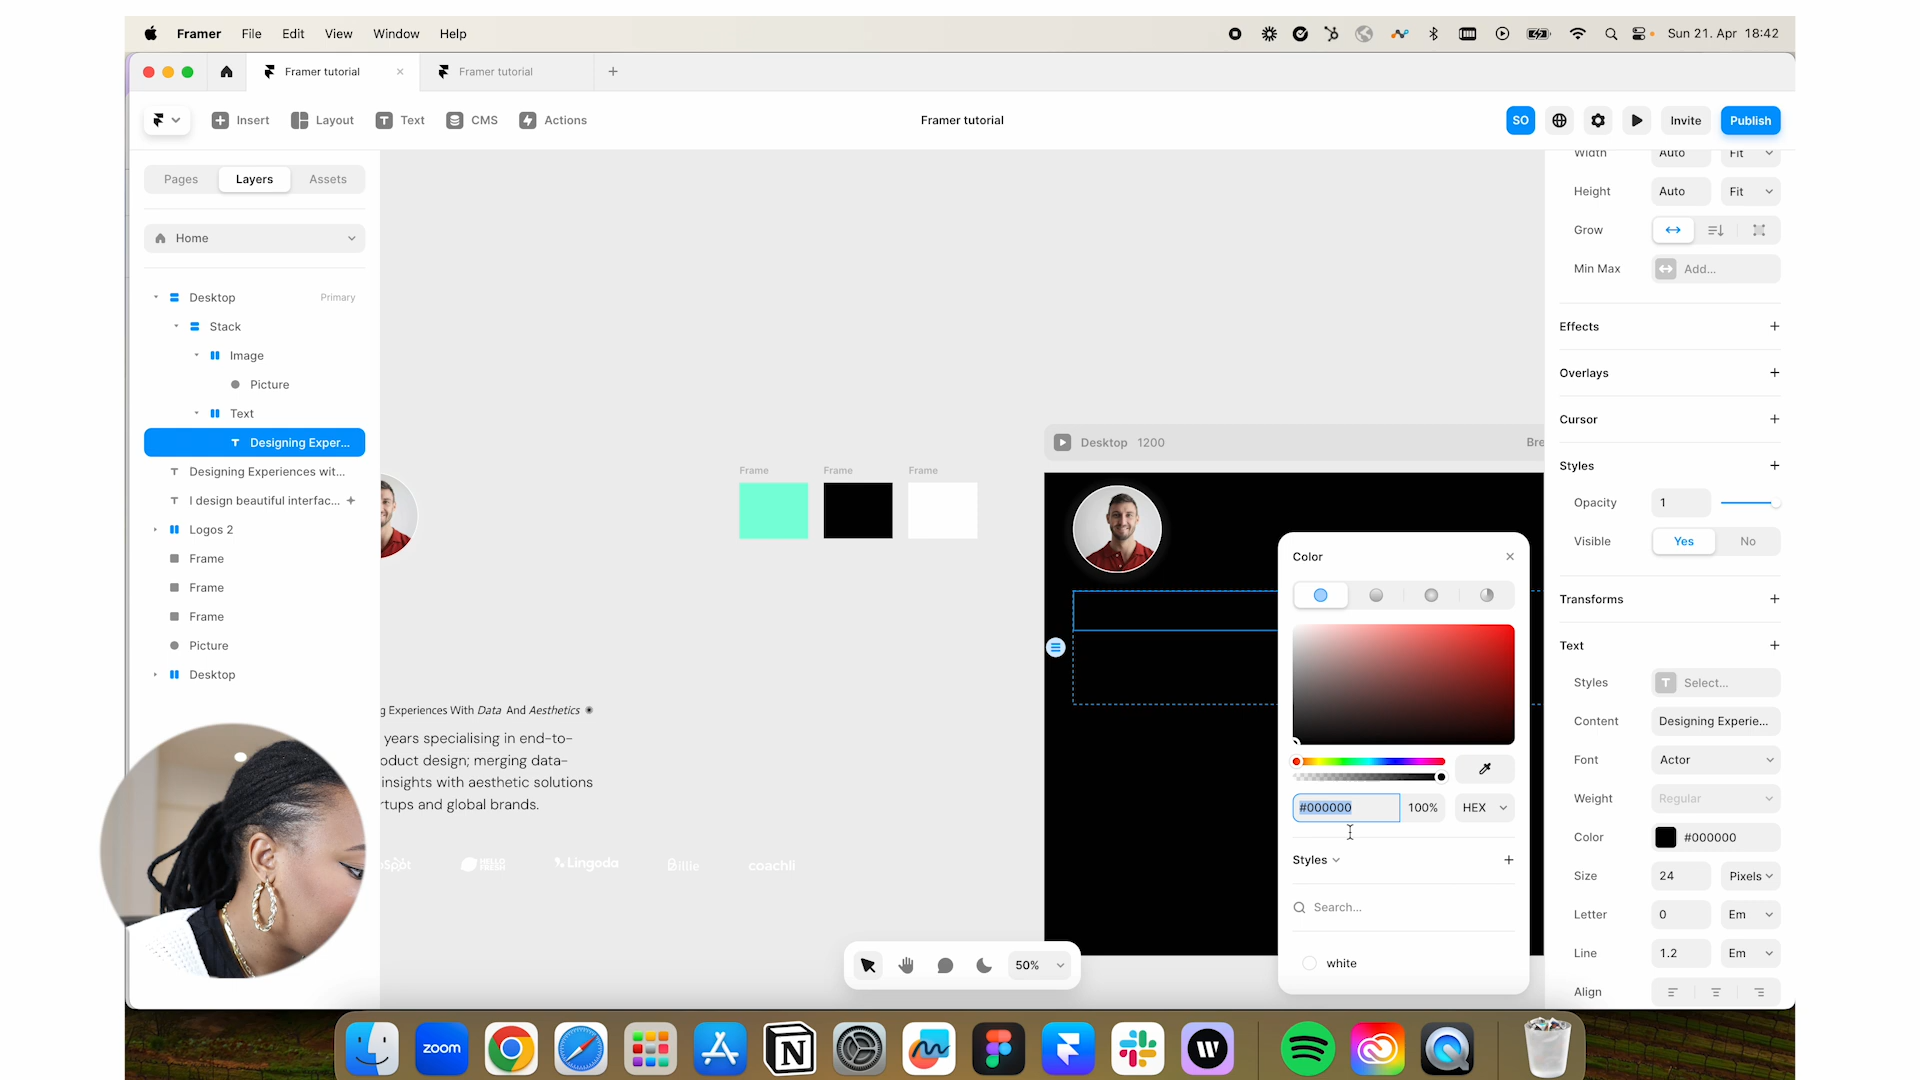 Framer File Edit View Window Help Sun 21. Apr 18:42
Framer tutorial Framer tutorial
Insert Layout Text CMS Actions Framer tutorial SO Invite Publish
Pages Layers Assets
Home
Desktop Primary
Stack
Image
Picture
Text
Designing Exper...
Designing Experiences wit...
I design beautiful interfac...
Logos 2
Frame
Frame
Frame
Picture
Desktop
Frame Frame Frame
g Experiences With Data And Aesthetics
years specialising in end-to-
oduct design; merging data-
insights with aesthetic solutions
rtups and global brands.
Spot HELLO FRESH Lingoda Billie coachli
50%
Desktop 1200 Bre
Color
#000000 100% HEX
Styles
Search...
white
Width Auto Fit
Height Auto Fit
Grow
Min Max Add...
Effects
Overlays
Cursor
Styles
Opacity 1
Visible Yes No
Transforms
Text
Styles T Select...
Content Designing Experie...
Font Actor
Weight Regular
Color #000000
Size 24 Pixels
Letter 0 Em
Line 1.2 Em
Align
zoom